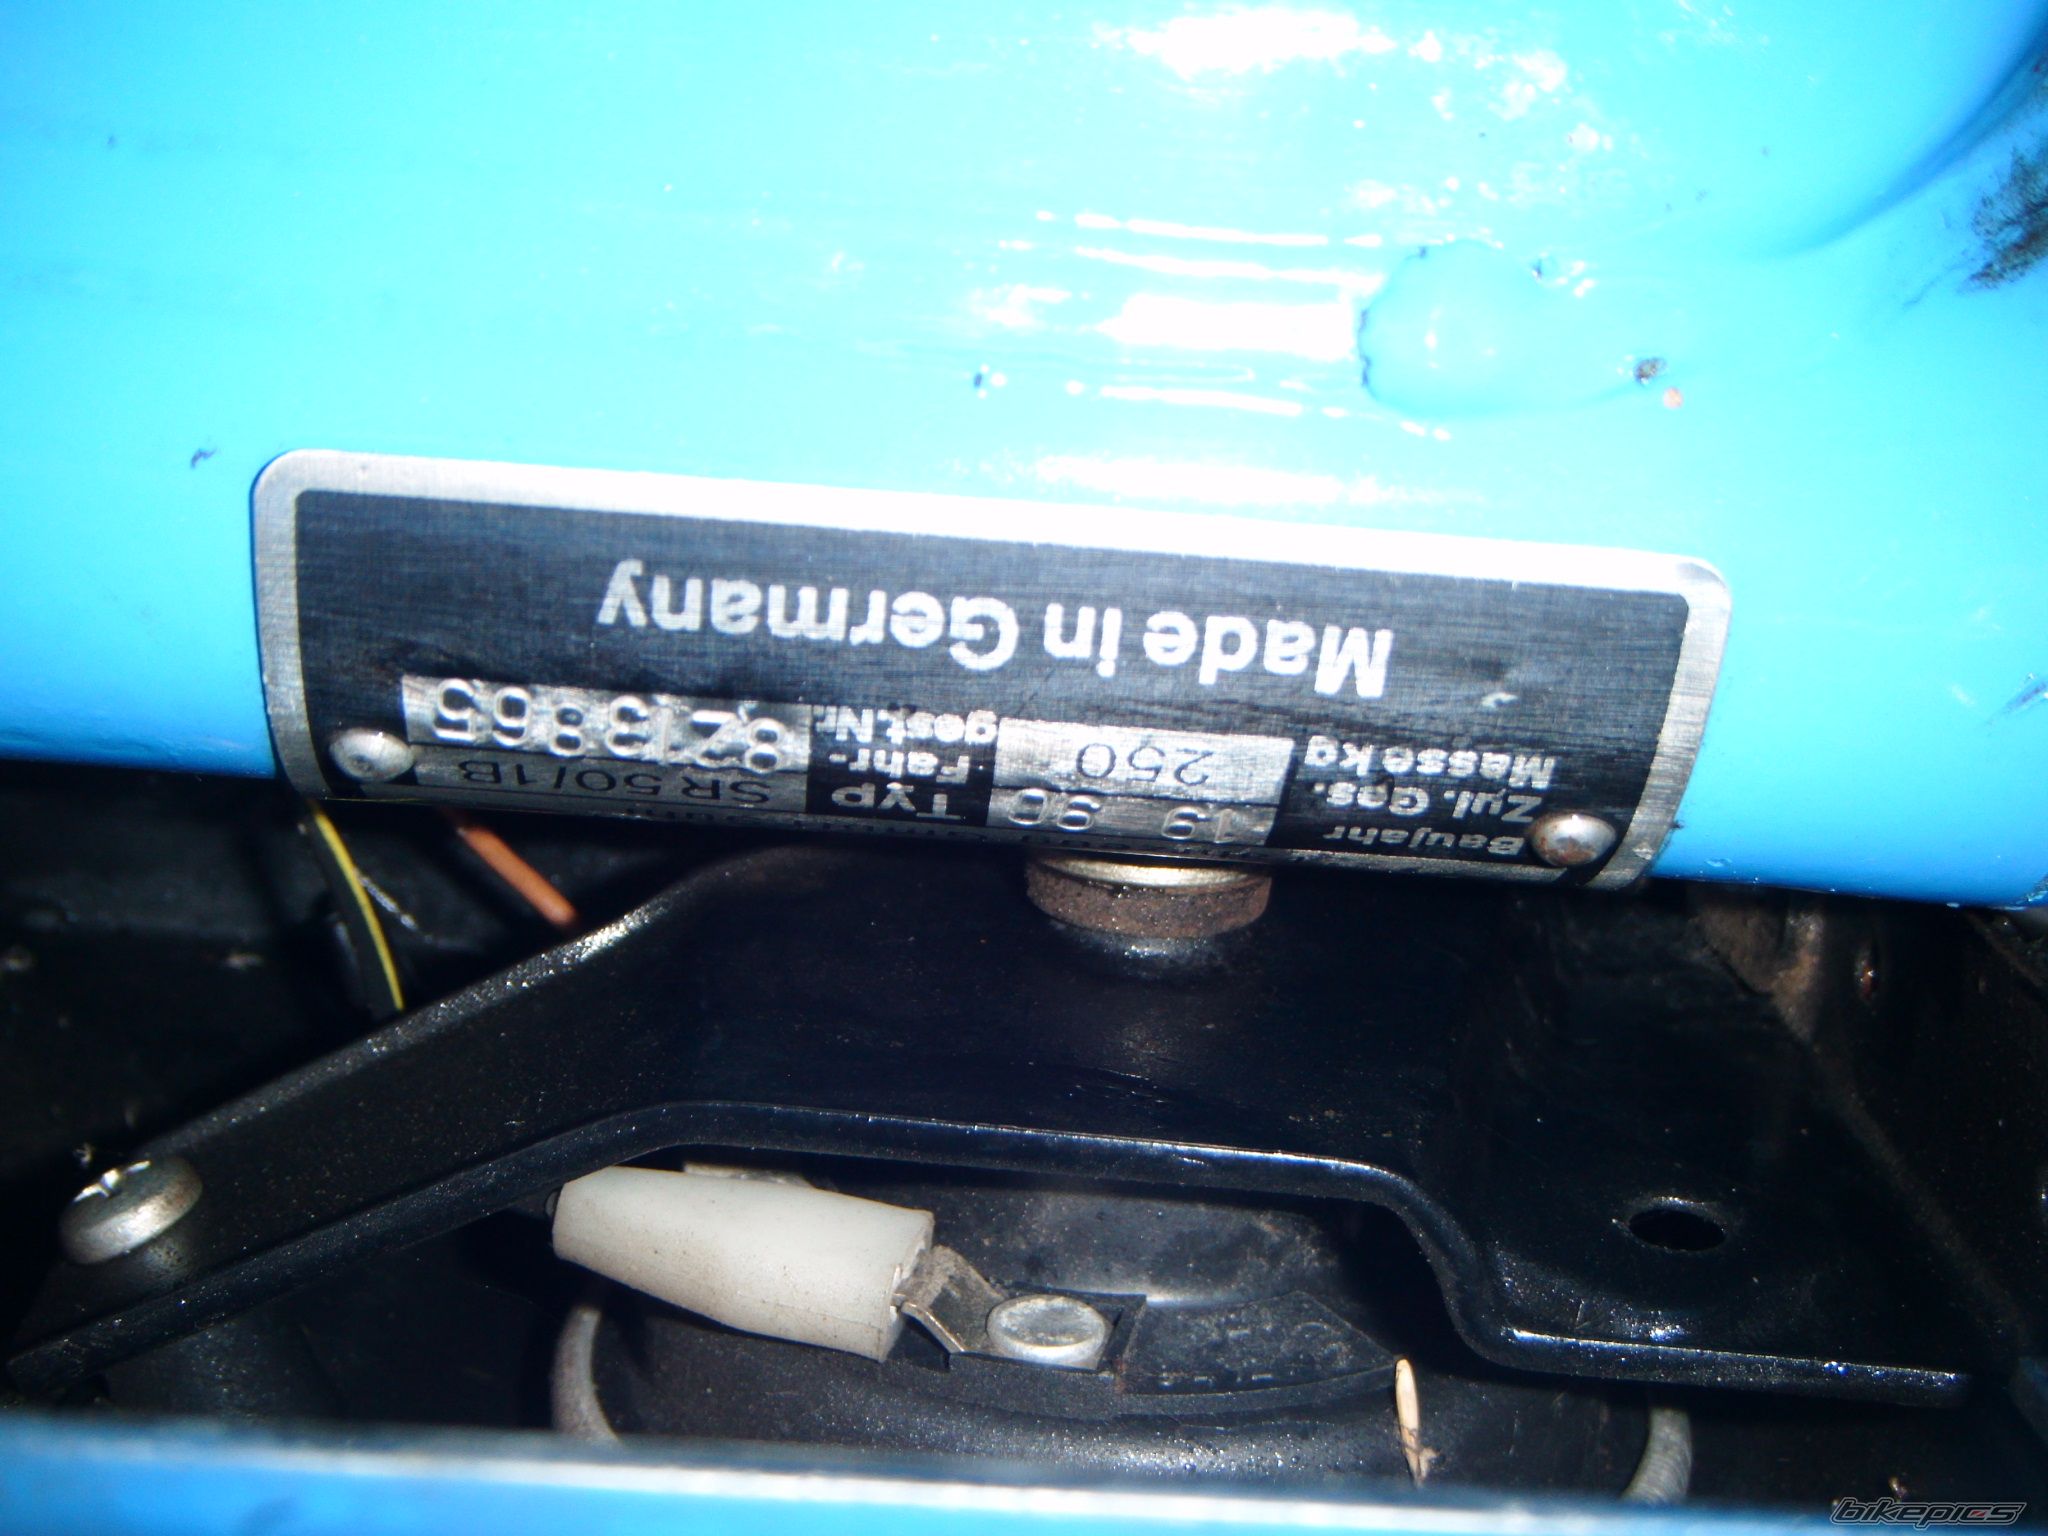 Baujahr 19 90 Typ SR 50/1B
Zul. Ges. Fahr-
Masse kg 250 gest.Nr. 8213865
Made in Germany
bikepics